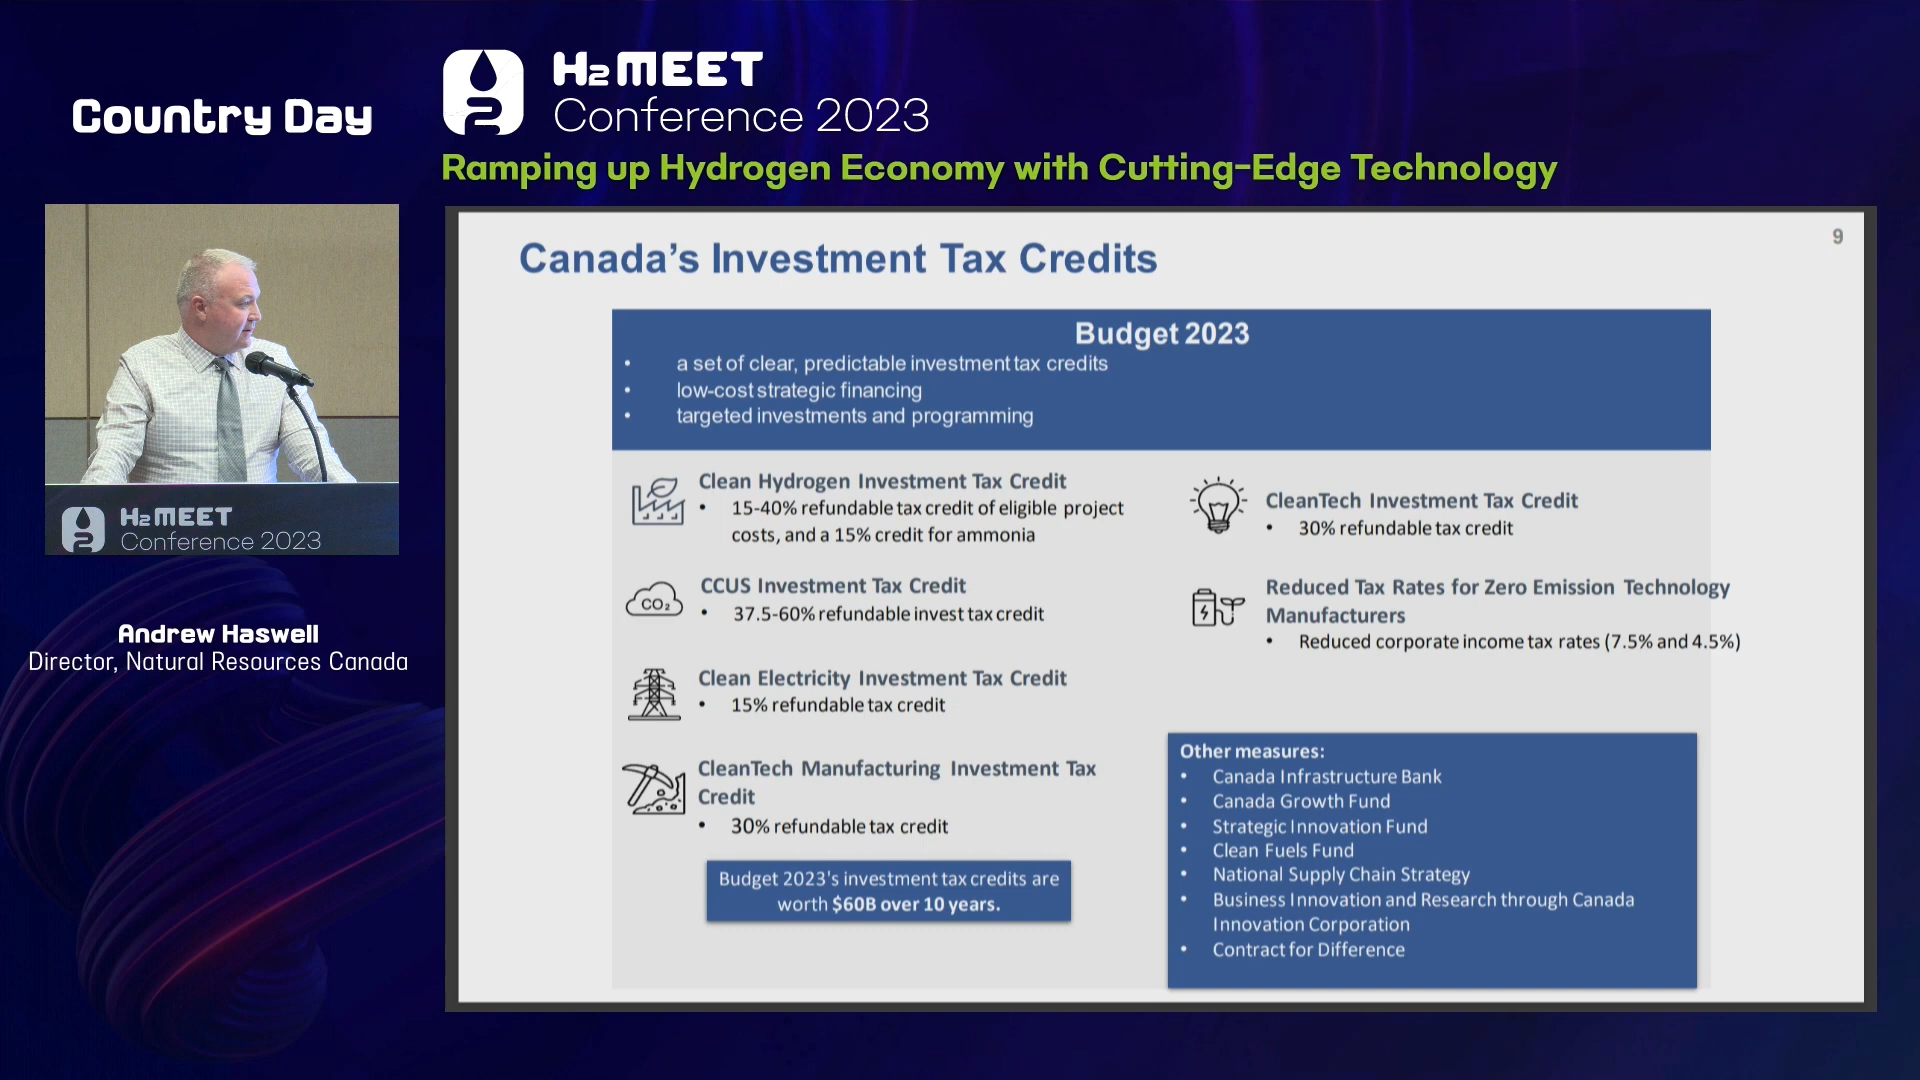 Country Day
H2 MEET
Conference 2023
Ramping up Hydrogen Economy with Cutting-Edge Technology
H2 MEET
Conference 2023
Andrew Haswell
Director, Natural Resources Canada
9
Canada's Investment Tax Credits
Budget 2023
• a set of clear, predictable investment tax credits
• low-cost strategic financing
• targeted investments and programming
Clean Hydrogen Investment Tax Credit
• 15-40% refundable tax credit of eligible project
costs, and a 15% credit for ammonia
CO2
CCUS Investment Tax Credit
• 37.5-60% refundable invest tax credit
Clean Electricity Investment Tax Credit
• 15% refundable tax credit
CleanTech Manufacturing Investment Tax
Credit
• 30% refundable tax credit
Budget 2023's investment tax credits are
worth $60B over 10 years.
CleanTech Investment Tax Credit
• 30% refundable tax credit
Reduced Tax Rates for Zero Emission Technology
Manufacturers
• Reduced corporate income tax rates (7.5% and 4.5%)
Other measures:
• Canada Infrastructure Bank
• Canada Growth Fund
• Strategic Innovation Fund
• Clean Fuels Fund
• National Supply Chain Strategy
• Business Innovation and Research through Canada
Innovation Corporation
• Contract for Difference